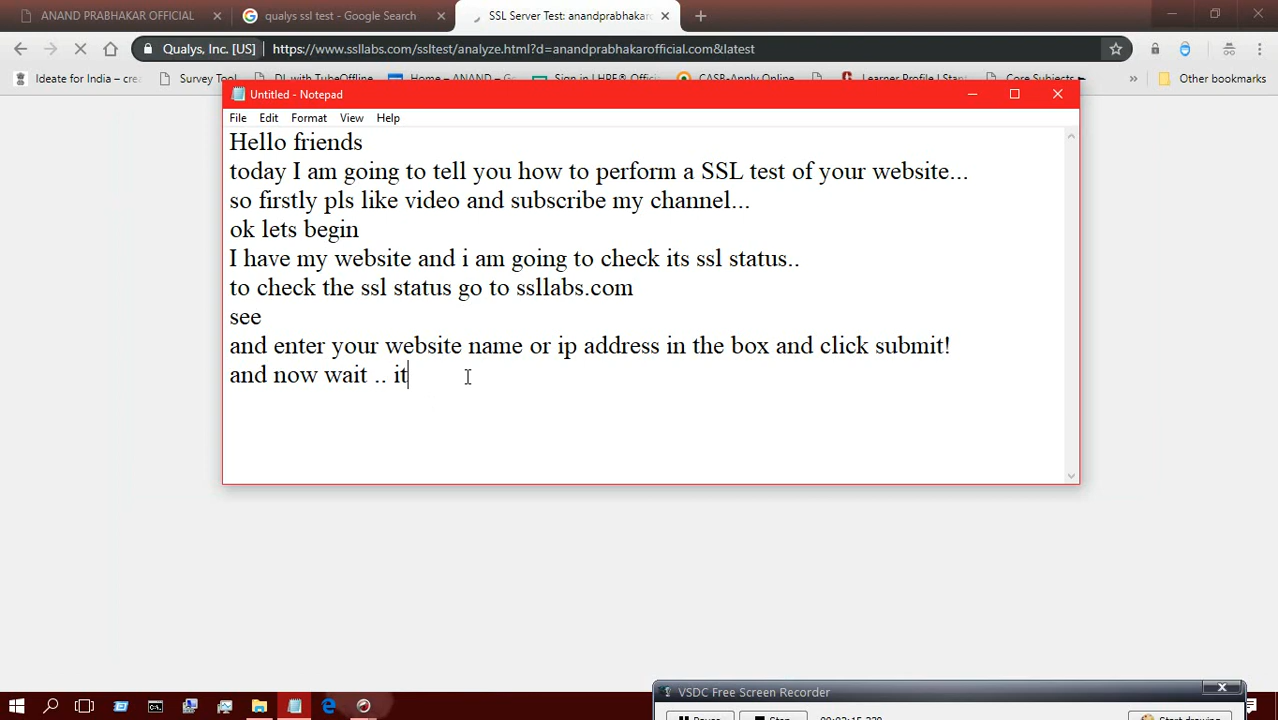 ANAND PRABHAKAR OFFICIAL
qualys ssl test - Google Search
SSL Server Test: anandprabhakar
Qualys, Inc. [US]
https://www.ssllabs.com/ssltest/analyze.html?d=anandprabhakarofficial.com&latest
Ideate for India – cre
Survey Tool
DL with TubeOffline
Home – ANAND – G
CASB-Apply Online
Learner Profile | Stan
Core Subjects
»
Other bookmarks
Untitled - Notepad
File Edit Format View Help
Hello friends
today I am going to tell you how to perform a SSL test of your website...
so firstly pls like video and subscribe my channel...
ok lets begin
I have my website and i am going to check its ssl status..
to check the ssl status go to ssllabs.com
see
and enter your website name or ip address in the box and click submit!
and now wait .. it
VSDC Free Screen Recorder
Pause
Stop
Start drawing